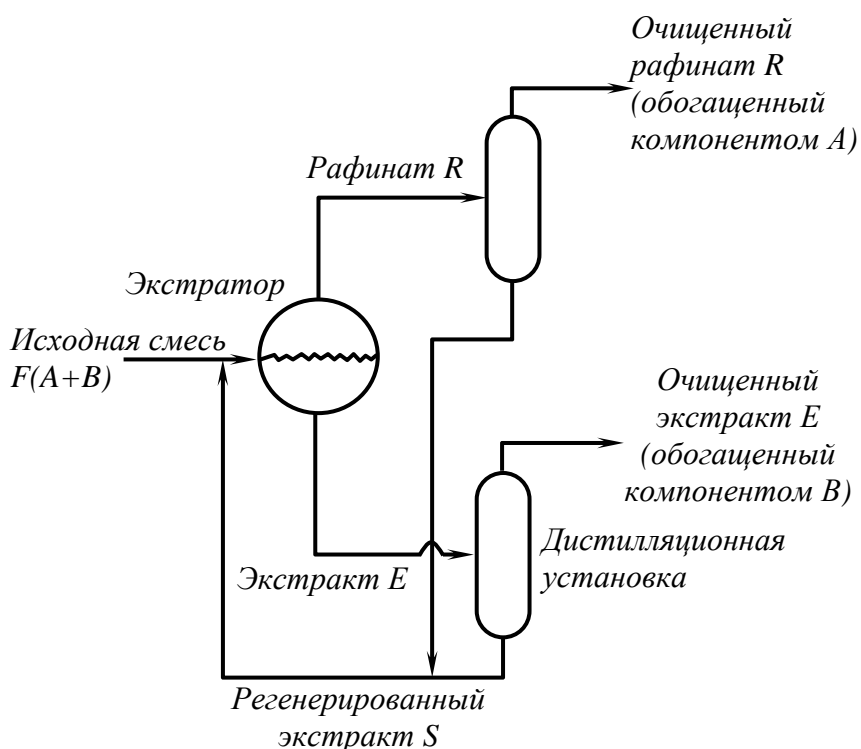 Очищенный
рафинат R
(обогащенный
компонентом A)
Рафинат R
Экстратор
Исходная смесь
F(A+B)
Очищенный
экстракт E
(обогащенный
компонентом B)
Дистилляционная
установка
Экстракт E
Регенерированный
экстракт S